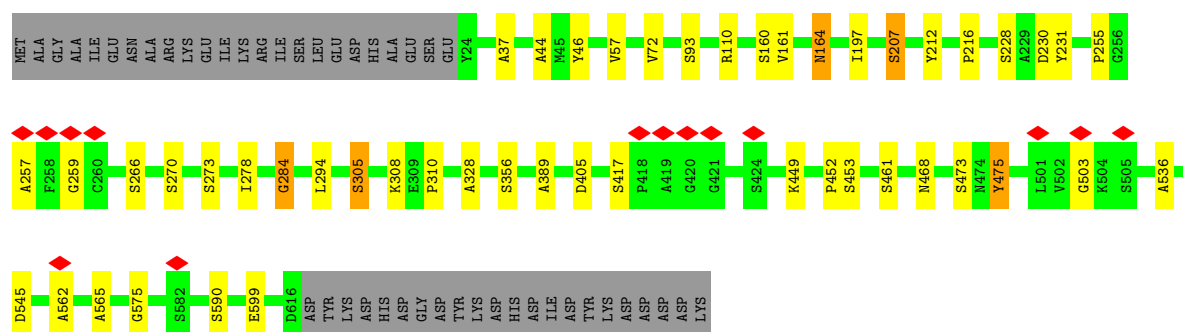 MET ALA GLY ALA ILE GLU ASN ALA ARG LYS GLU ILE LYS ARG ILE SER LEU GLU ASP HIS ALA GLU SER GLU Y24 A37 A44 M45 Y46 V57 V72 S93 R110 S160 V161 N164 I197 S207 Y212 P216 S228 A229 D230 Y231 P255 G256
A257 F258 G259 C260 S266 S270 S273 I278 G284 L294 S305 K308 E309 P310 A328 S356 A389 D405 S417 P418 A419 G420 G421 S424 K449 P452 S453 S461 N468 S473 N474 Y475 L501 V502 G503 K504 S505 A536
D545 A562 A565 G575 S582 S590 E599 D616 ASP TYR LYS ASP HIS ASP GLY ASP TYR LYS ASP HIS ASP ILE ASP TYR LYS ASP ASP ASP ASP LYS